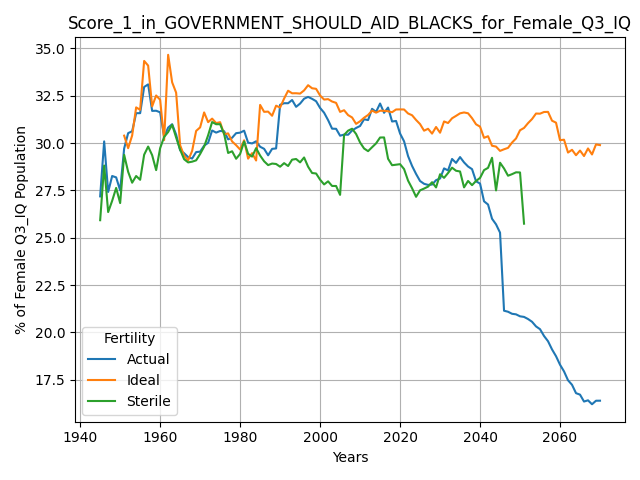 Score_1_in_GOVERNMENT_SHOULD_AID_BLACKS_for_Female_Q3_IQ
% of Female Q3_IQ Population
35.0
32.5
30.0
27.5
25.0
22.5
20.0
17.5
Fertility
Actual
Ideal
Sterile
1940
1960
1980
2000
2020
2040
2060
Years